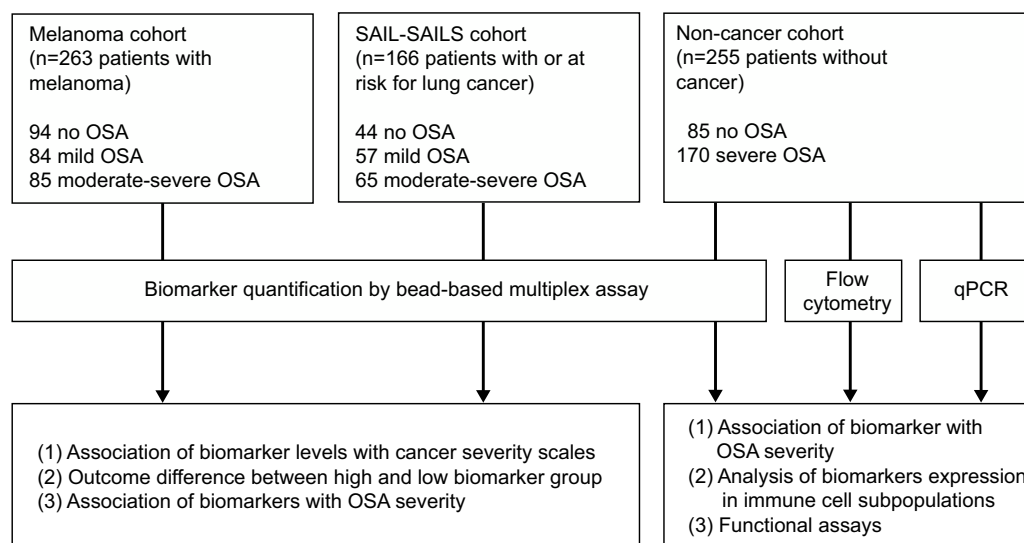 Melanoma cohort
(n=263 patients with
melanoma)
94 no OSA
84 mild OSA
85 moderate-severe OSA
SAIL-SAILS cohort
(n=166 patients with or at
risk for lung cancer)
44 no OSA
57 mild OSA
65 moderate-severe OSA
Non-cancer cohort
(n=255 patients without
cancer)
85 no OSA
170 severe OSA
Biomarker quantification by bead-based multiplex assay
Flow
cytometry
qPCR
(1) Association of biomarker levels with cancer severity scales
(2) Outcome difference between high and low biomarker group
(3) Association of biomarkers with OSA severity
(1) Association of biomarker with
OSA severity
(2) Analysis of biomarkers expression
in immune cell subpopulations
(3) Functional assays